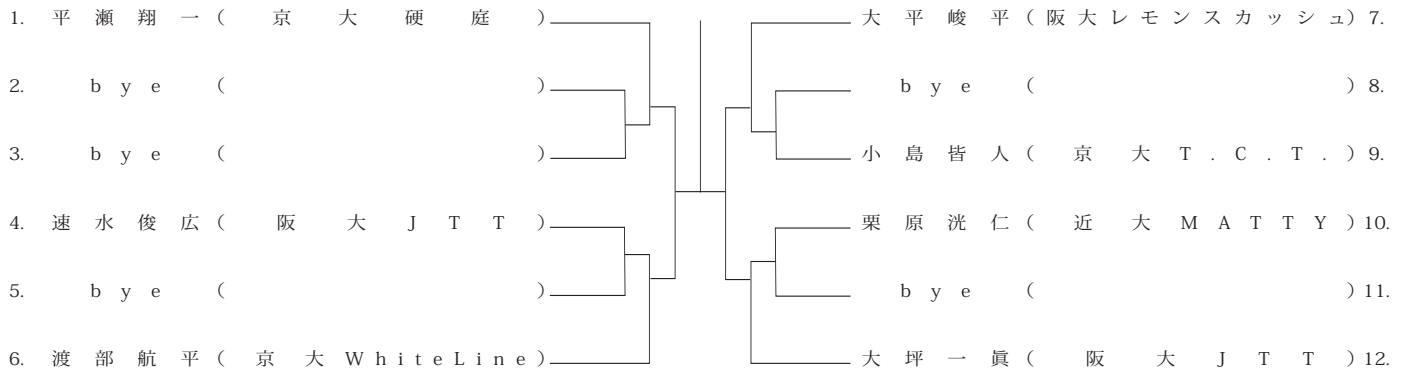 1. 平瀬翔一(京大硬庭)
2. bye ( )
3. bye ( )
4. 速水俊広(阪大JTT)
5. bye ( )
6. 渡部航平(京大WhiteLine)
大平峻平(阪大レモンスカッシュ) 7.
bye ( ) 8.
小島皆人(京大T.C.T.) 9.
栗原洸仁(近大MATTY) 10.
bye ( ) 11.
大坪一眞(阪大JTT) 12.